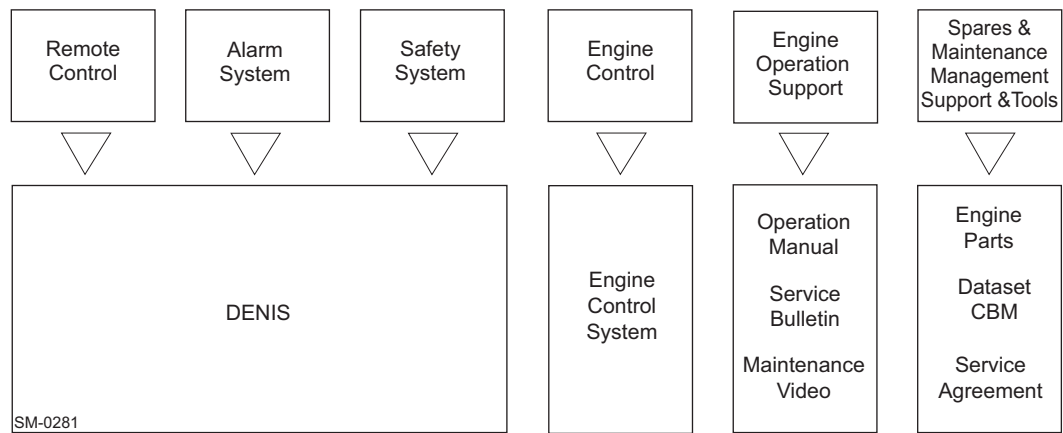 Remote
Control
Alarm
System
Safety
System
Engine
Control
Engine
Operation
Support
Spares &
Maintenance
Management
Support &Tools
DENIS
SM-0281
Engine
Control
System
Operation
Manual
Service
Bulletin
Maintenance
Video
Engine
Parts
Dataset
CBM
Service
Agreement